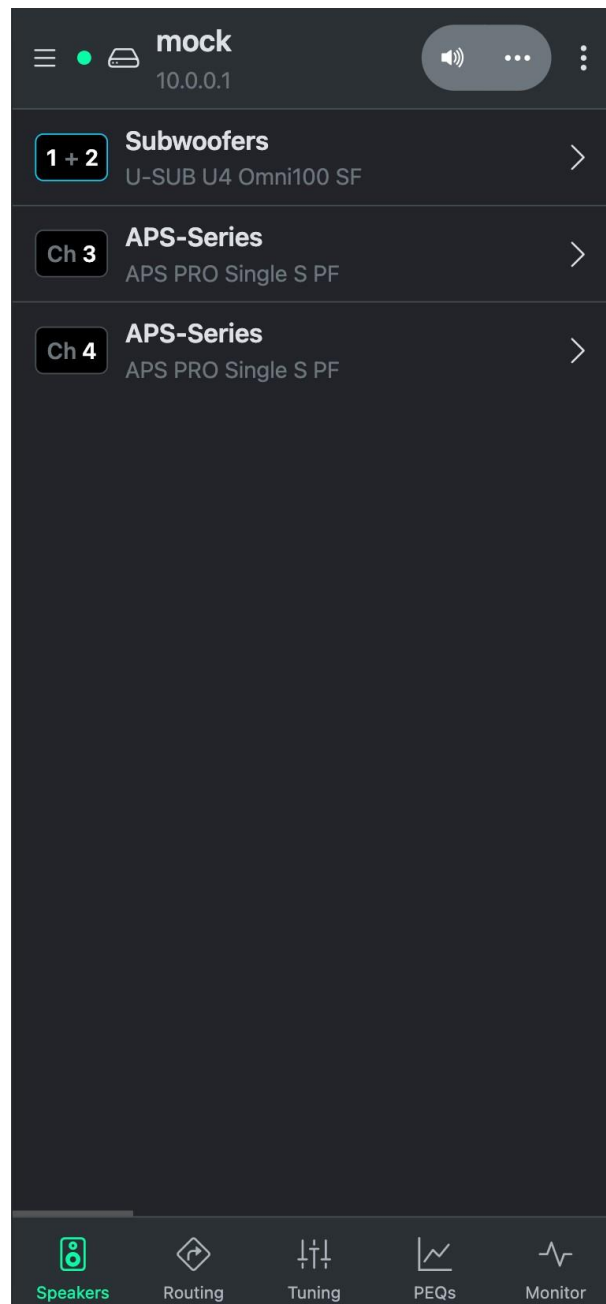 mock
10.0.0.1
1 + 2
Subwoofers
U-SUB U4 Omni100 SF
Ch 3
APS-Series
APS PRO Single S PF
Ch 4
APS-Series
APS PRO Single S PF
Speakers
Routing
Tuning
PEQs
Monitor